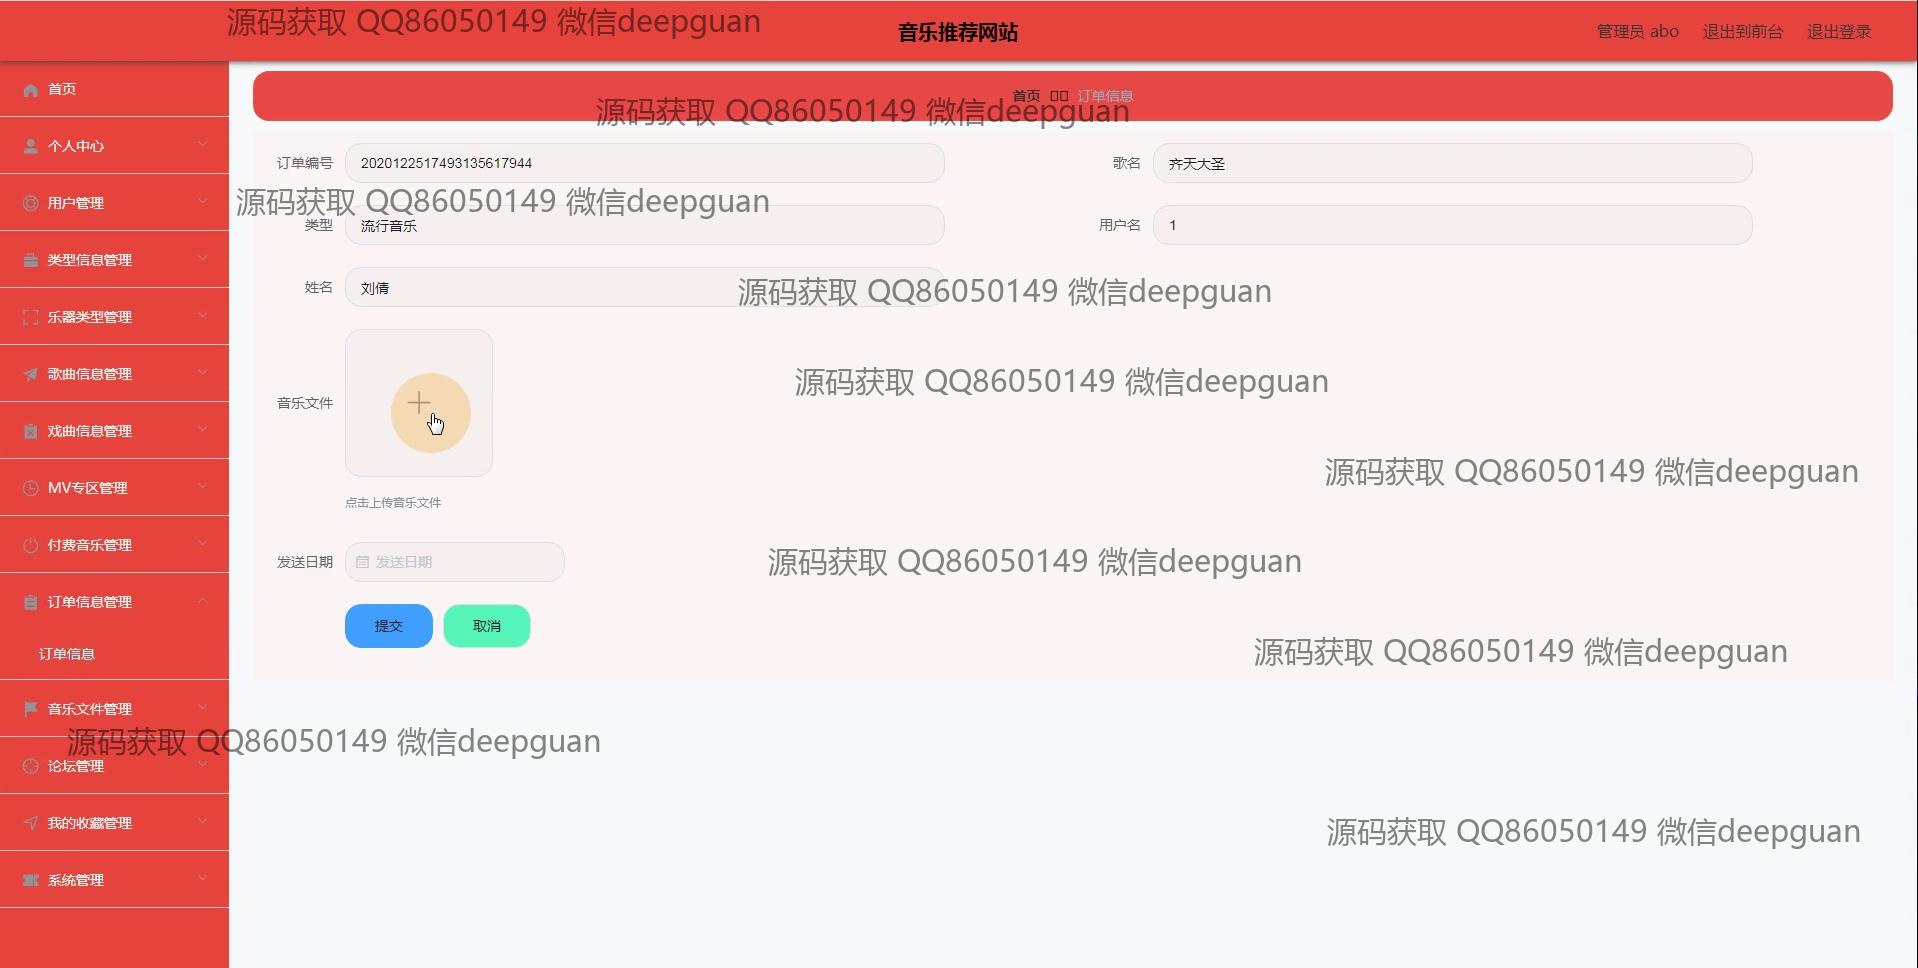 源码获取 QQ86050149 微信deepguan
音乐推荐网站
管理员 abo
退出到前台
退出登录
首页
个人中心
用户管理
类型信息管理
乐器类型管理
歌曲信息管理
戏曲信息管理
MV专区管理
付费音乐管理
订单信息管理
订单信息
音乐文件管理
论坛管理
我的收藏管理
系统管理
首页 订单信息
源码获取 QQ86050149 微信deepguan
订单编号 2020122517493135617944
歌名 齐天大圣
源码获取 QQ86050149 微信deepguan
类型 流行音乐
用户名 1
姓名 刘倩
源码获取 QQ86050149 微信deepguan
源码获取 QQ86050149 微信deepguan
音乐文件
源码获取 QQ86050149 微信deepguan
点击上传音乐文件
发送日期 发送日期
源码获取 QQ86050149 微信deepguan
提交 取消
源码获取 QQ86050149 微信deepguan
源码获取 QQ86050149 微信deepguan
源码获取 QQ86050149 微信deepguan